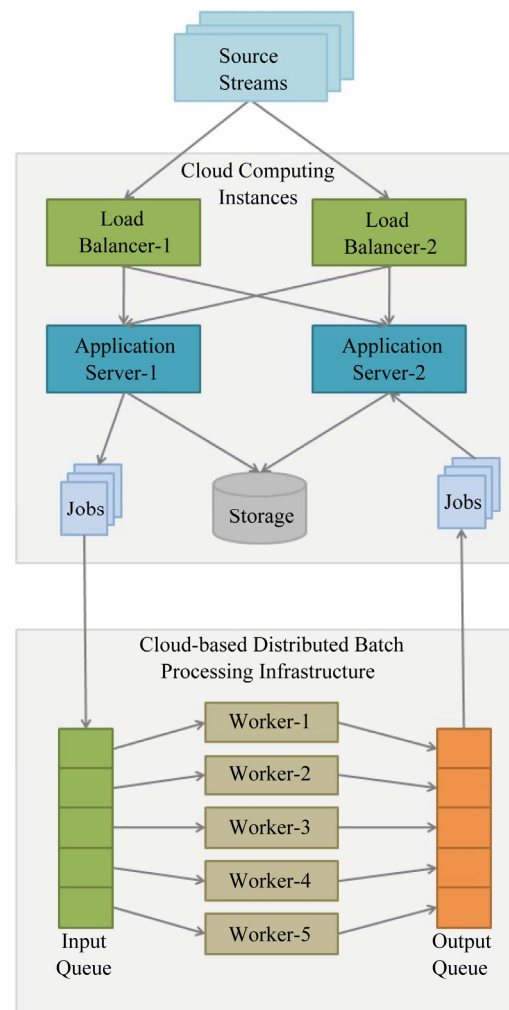 Source
Streams
Cloud Computing
Instances
Load
Balancer-1
Load
Balancer-2
Application
Server-1
Application
Server-2
Jobs
Storage
Jobs
Cloud-based Distributed Batch
Processing Infrastructure
Worker-1
Worker-2
Worker-3
Worker-4
Worker-5
Input
Queue
Output
Queue